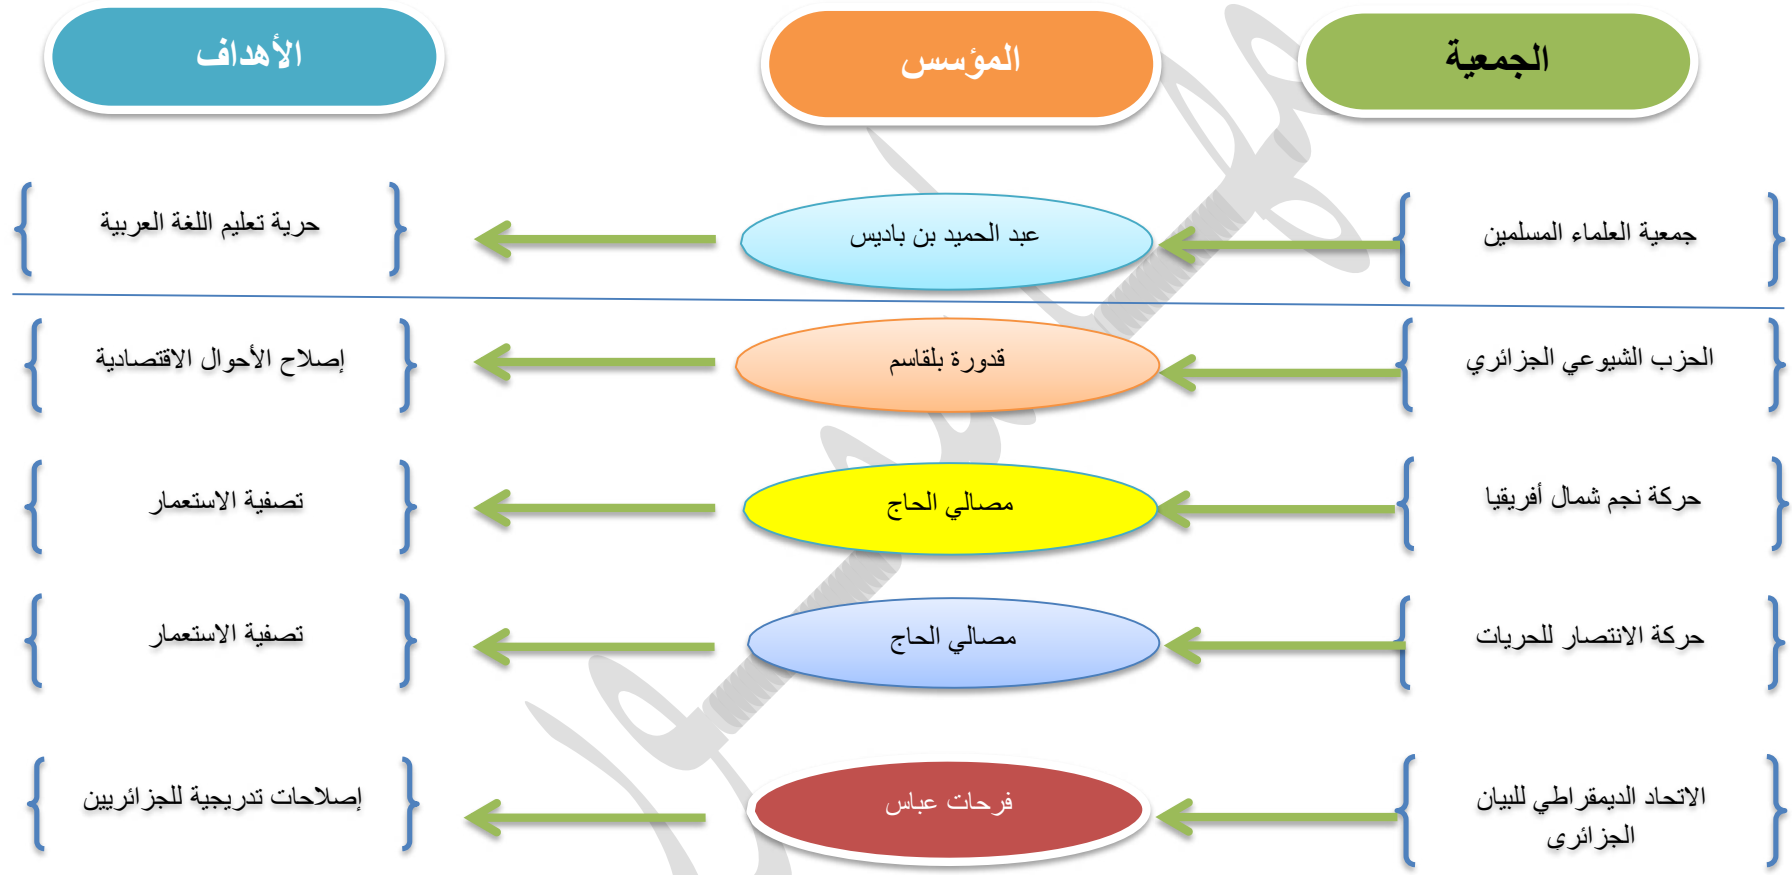 الجمعية
المؤسس
الأهداف
جمعية العلماء المسلمين
عبد الحميد بن باديس
حرية تعليم اللغة العربية
الحزب الشيوعي الجزائري
قدورة بلقاسم
إصلاح الأحوال الاقتصادية
حركة نجم شمال أفريقيا
مصالي الحاج
تصفية الاستعمار
حركة الانتصار للحريات
مصالي الحاج
تصفية الاستعمار
الاتحاد الديمقراطي للبيان
الجزائري
فرحات عباس
إصلاحات تدريجية للجزائريين